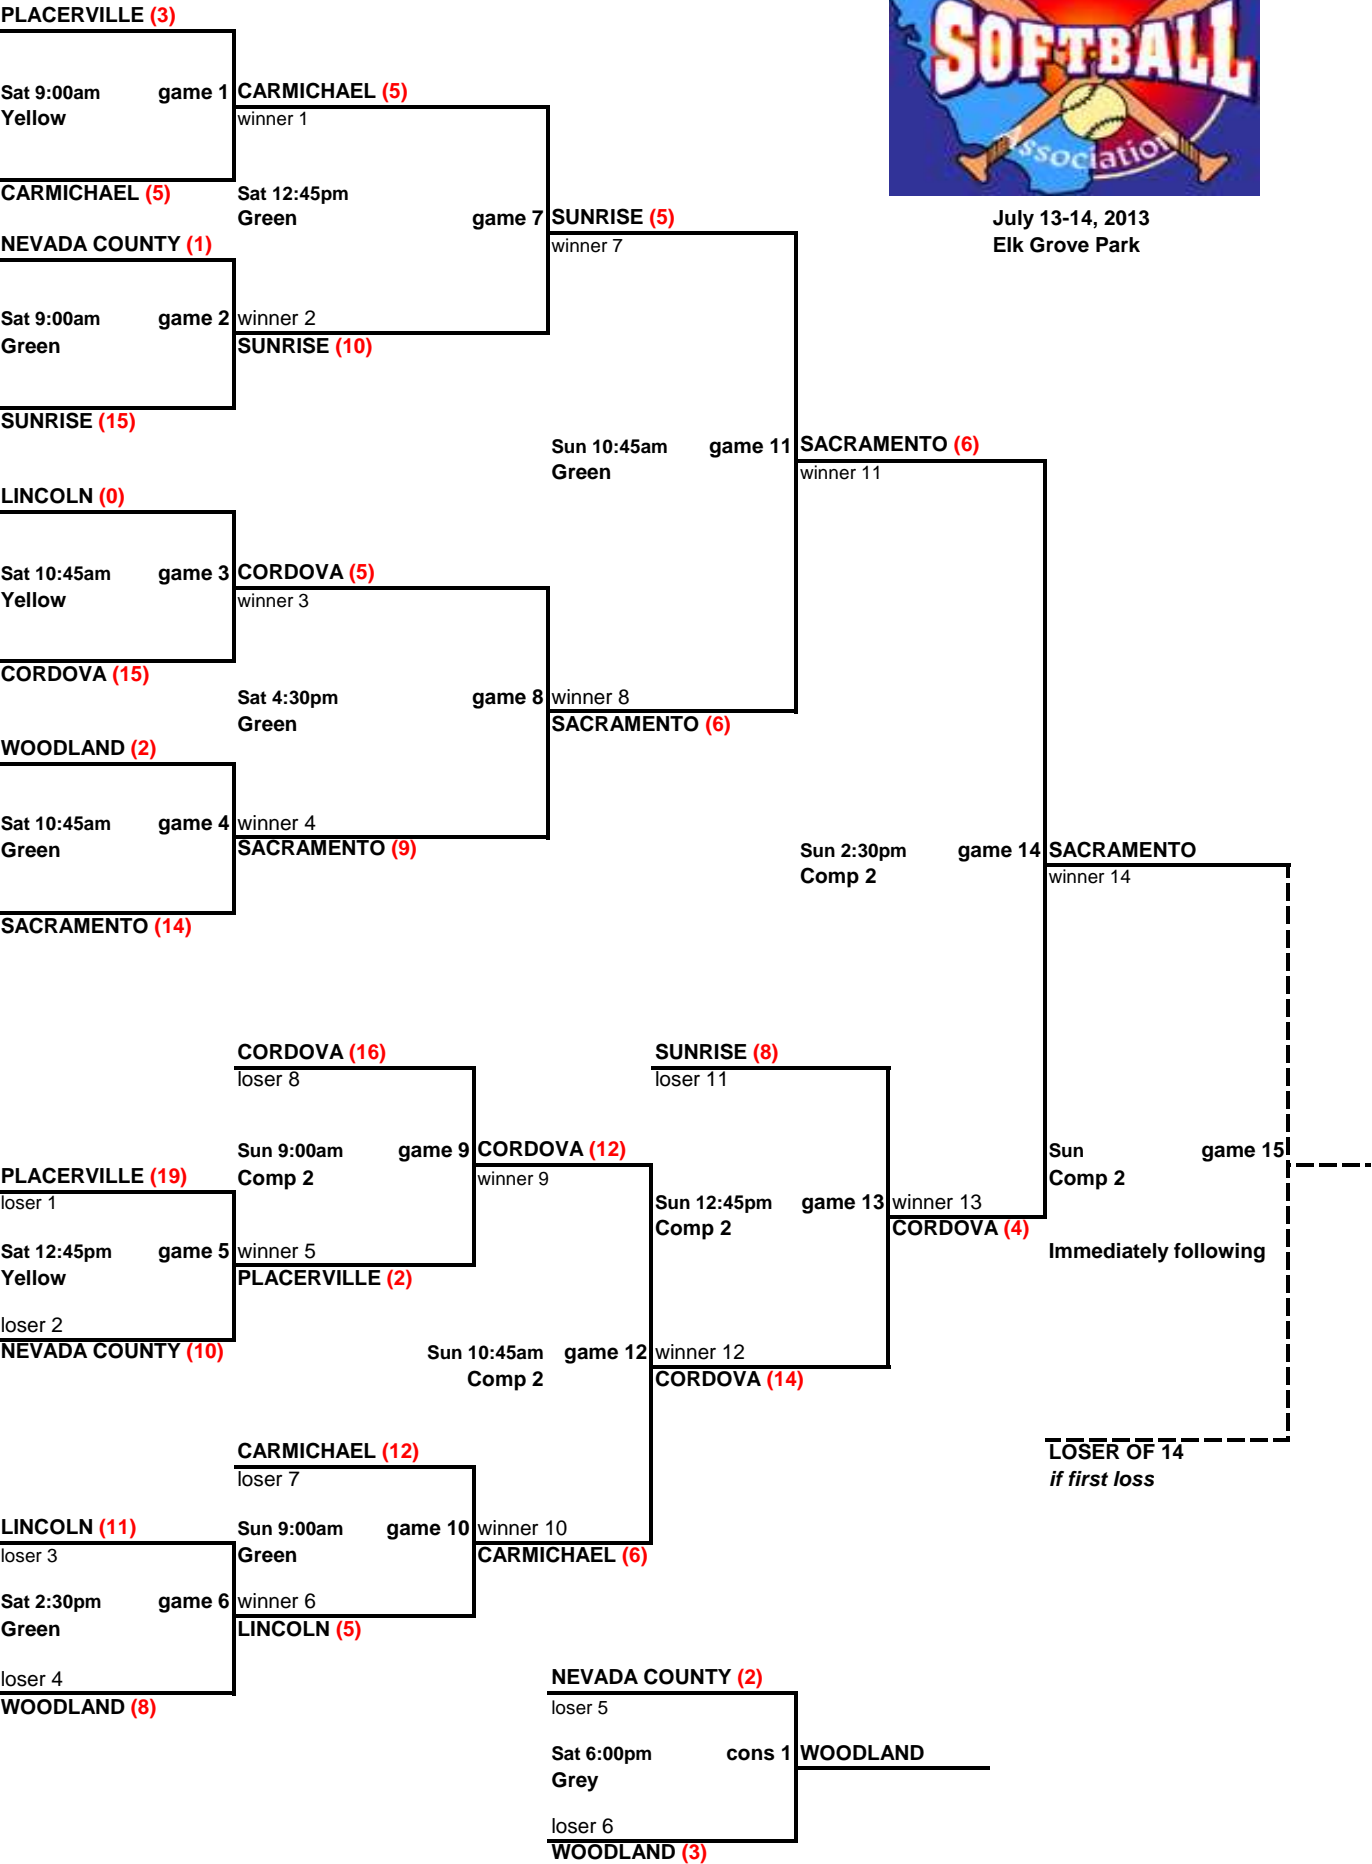 PLACERVILLE (3)
SOFTBALL
Association
July 13-14, 2013
Elk Grove Park
Sat 9:00am game 1 CARMICHAEL (5)
Yellow winner 1
CARMICHAEL (5)
Sat 12:45pm
Green game 7 SUNRISE (5)
winner 7
NEVADA COUNTY (1)
Sat 9:00am game 2 winner 2
Green SUNRISE (10)
SUNRISE (15)
Sun 10:45am game 11 SACRAMENTO (6)
Green winner 11
LINCOLN (0)
Sat 10:45am game 3 CORDOVA (5)
Yellow winner 3
CORDOVA (15)
Sat 4:30pm game 8 winner 8
Green SACRAMENTO (6)
WOODLAND (2)
Sat 10:45am game 4 winner 4
Green SACRAMENTO (9)
SACRAMENTO (14)
Sun 2:30pm game 14 SACRAMENTO
Comp 2 winner 14
CORDOVA (16)
loser 8
SUNRISE (8)
loser 11
Sun 9:00am game 9 CORDOVA (12)
Comp 2 winner 9
Sun game 15
Comp 2
Immediately following
PLACERVILLE (19)
loser 1
Sun 12:45pm game 13 winner 13
Comp 2 CORDOVA (4)
Sat 12:45pm game 5 winner 5
Yellow PLACERVILLE (2)
loser 2
NEVADA COUNTY (10)
Sun 10:45am game 12 winner 12
Comp 2 CORDOVA (14)
CARMICHAEL (12)
loser 7
LOSER OF 14
if first loss
LINCOLN (11)
loser 3
Sun 9:00am game 10 winner 10
Green CARMICHAEL (6)
Sat 2:30pm game 6 winner 6
Green LINCOLN (5)
loser 4
WOODLAND (8)
NEVADA COUNTY (2)
loser 5
Sat 6:00pm cons 1 WOODLAND
Grey
loser 6
WOODLAND (3)